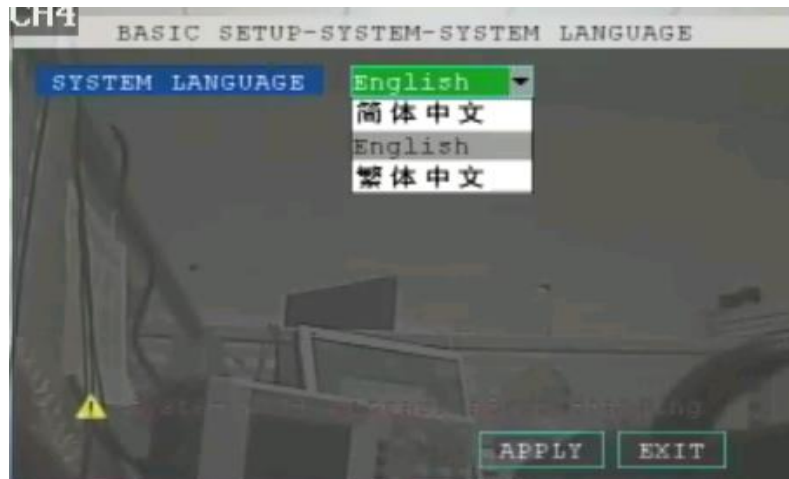 CH4
BASIC SETUP-SYSTEM-SYSTEM LANGUAGE
SYSTEM LANGUAGE English
简体中文
English
繁体中文
APPLY EXIT